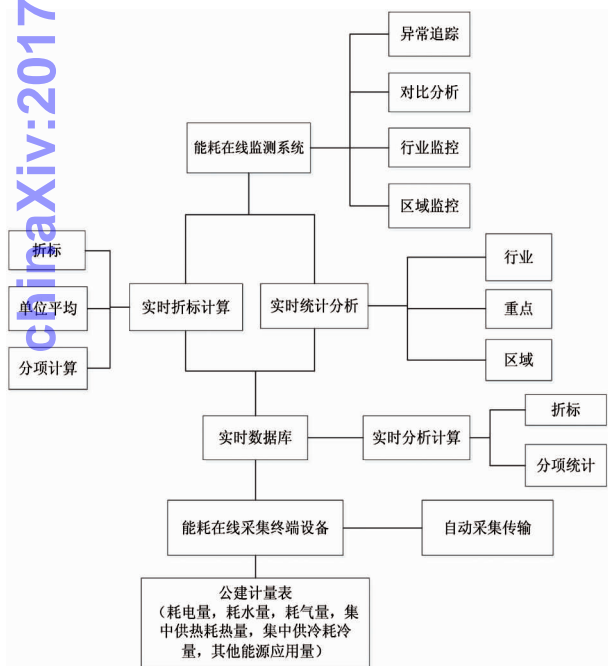 chinaXiv:2017
异常追踪
对比分析
能耗在线监测系统
行业监控
区域监控
折标
单位平均
分项计算
实时折标计算
实时统计分析
行业
重点
区域
实时数据库
实时分析计算
折标
分项统计
能耗在线采集终端设备
自动采集传输
公建计量表
（耗电量，耗水量，耗气量，集
中供热耗热量，集中供冷耗冷
量，其他能源应用量）